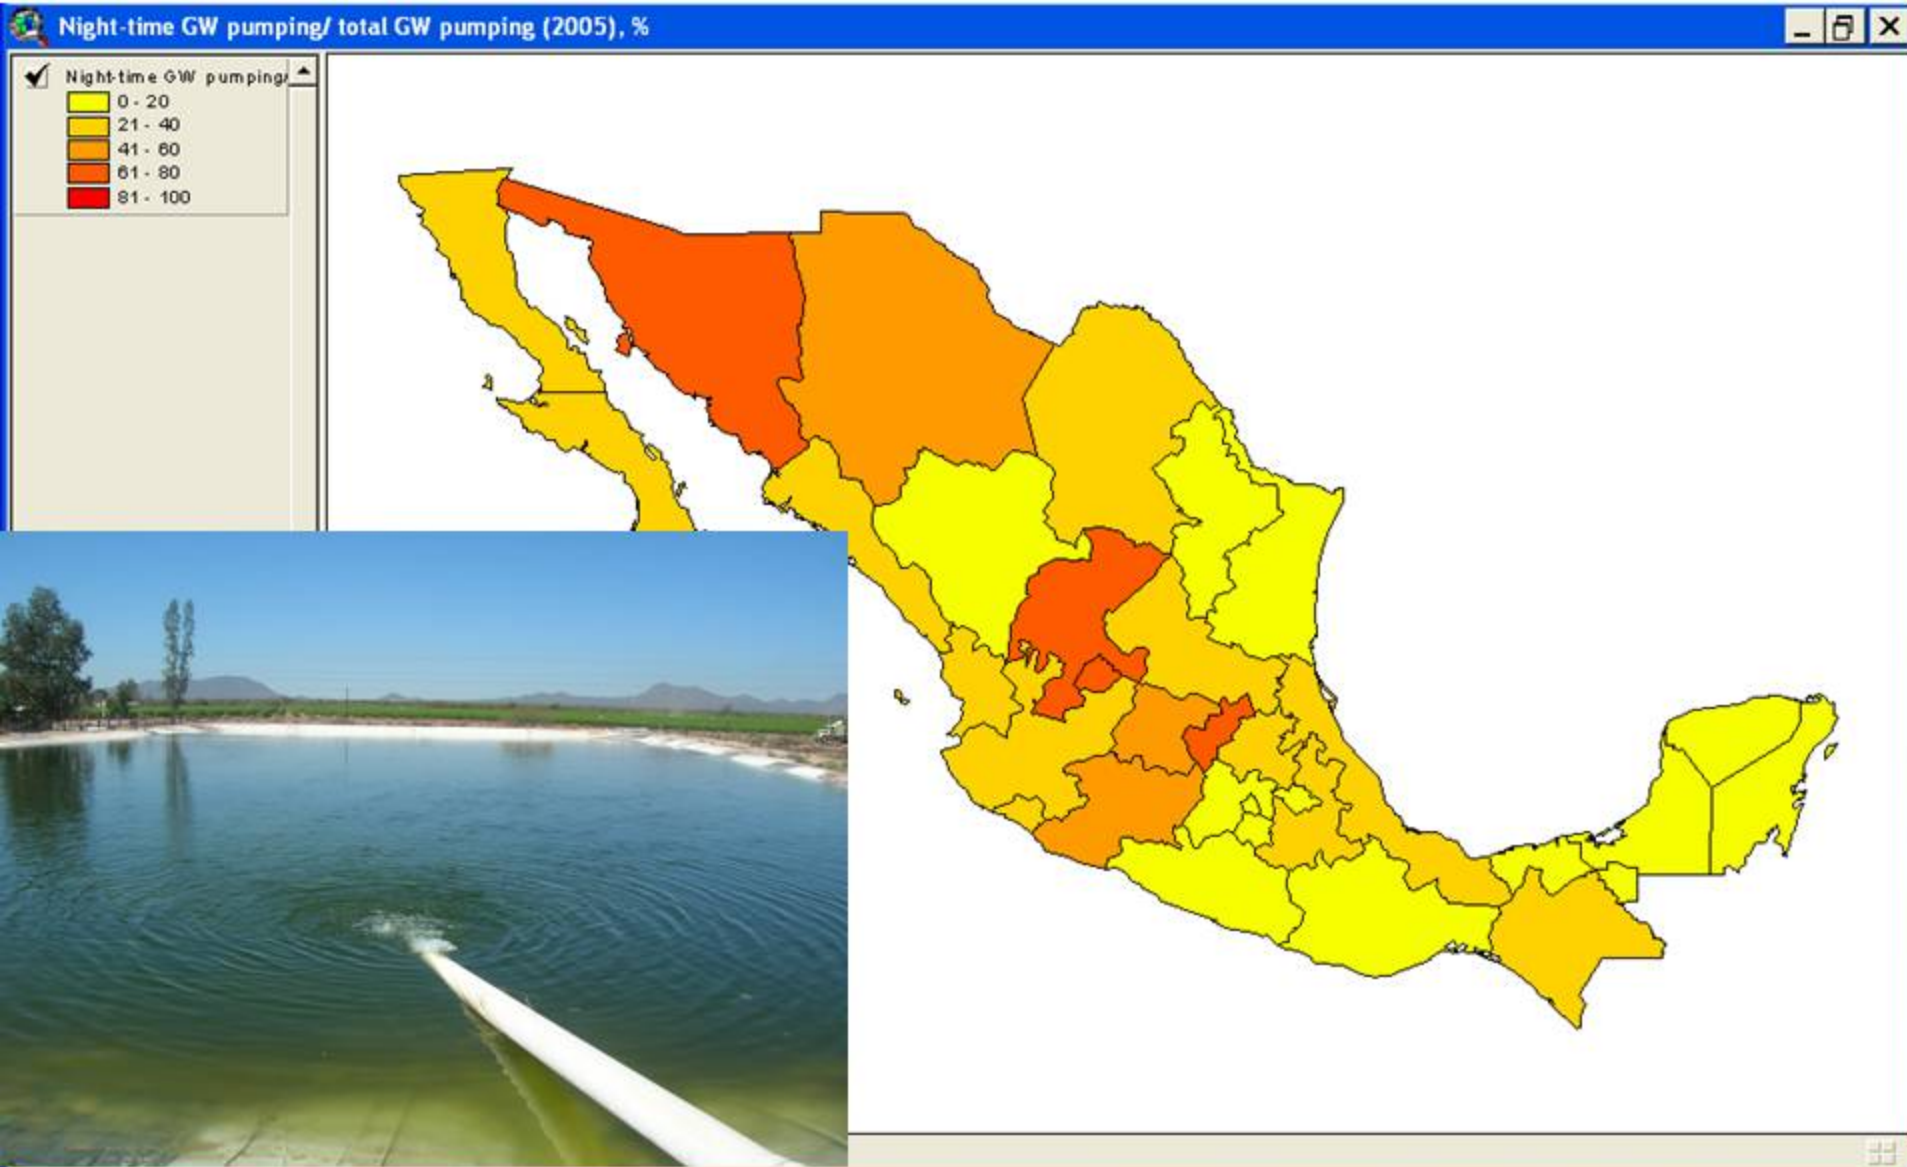 Night-time GW pumping/ total GW pumping (2005), %
Night-time GW pumping/
0 - 20
21 - 40
41 - 60
61 - 80
81 - 100